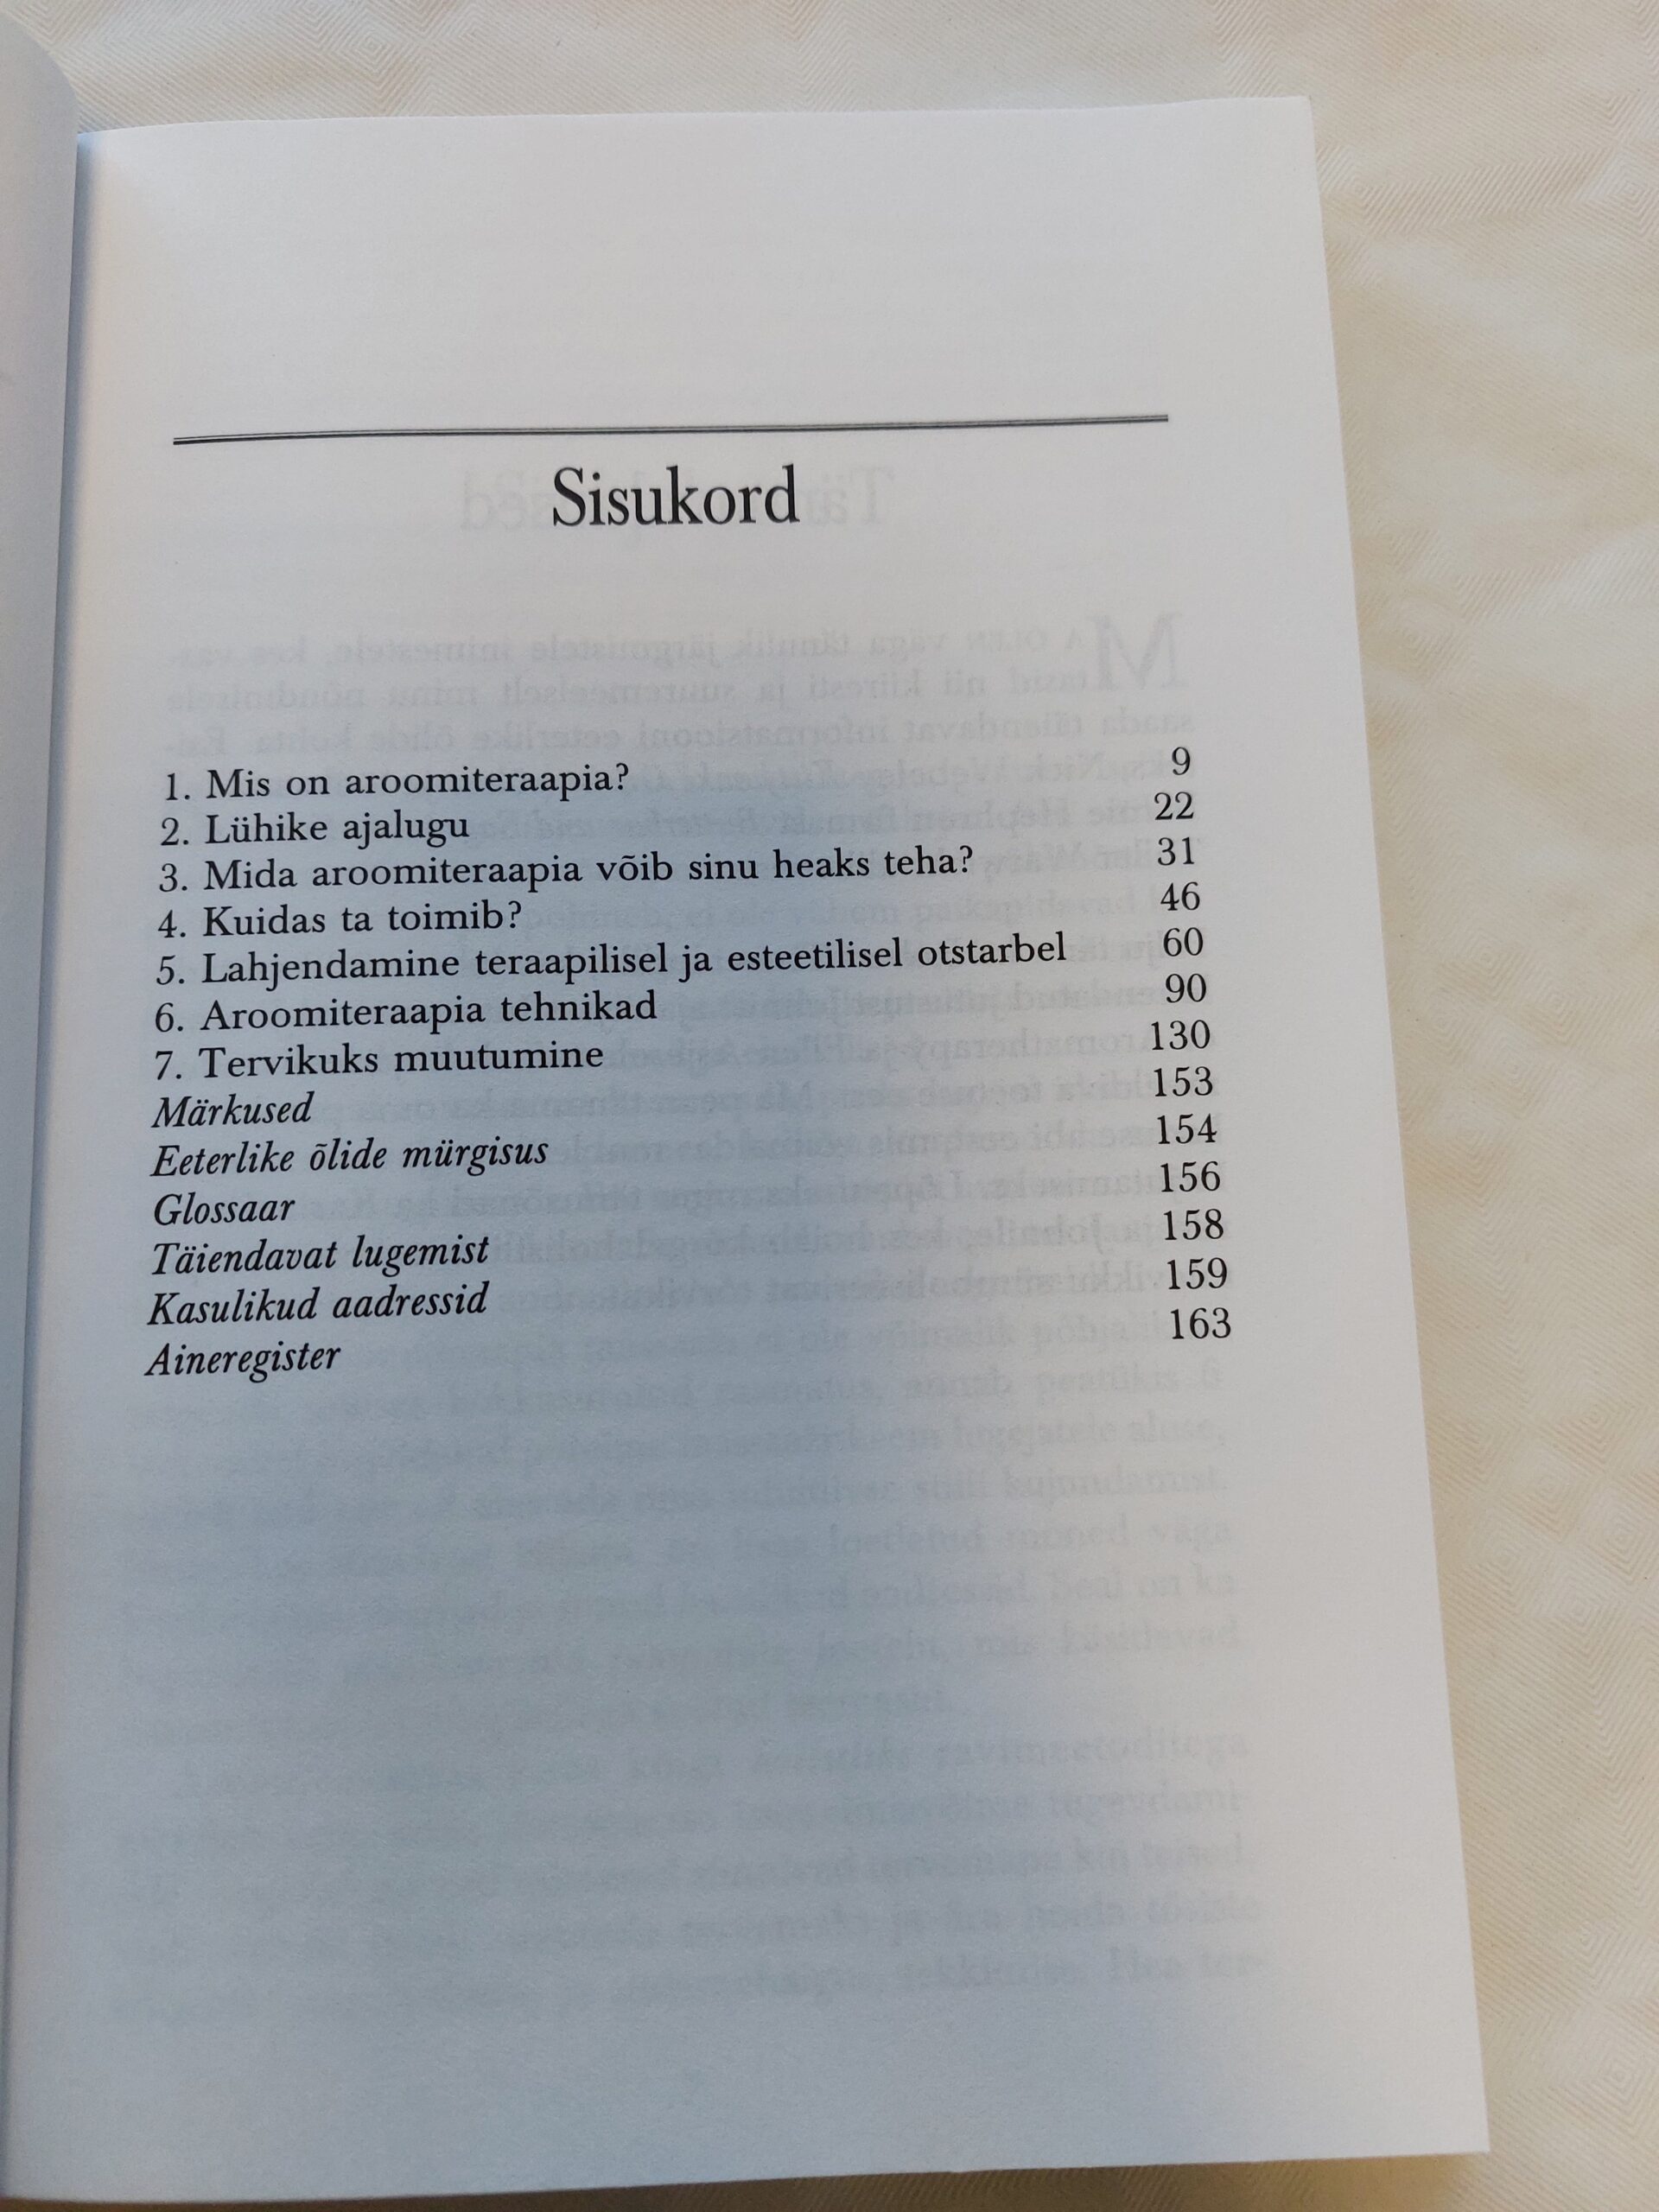 Sisukord
1. Mis on aroomiteraapia? 9
2. Lühike ajalugu 22
3. Mida aroomiteraapia võib sinu heaks teha? 31
4. Kuidas ta toimib? 46
5. Lahjendamine teraapilisel ja esteetilisel otstarbel 60
6. Aroomiteraapia tehnikad 90
7. Tervikuks muutumine 130
Märkused 153
Eeterlike õlide mürgisus 154
Glossaar 156
Täiendavat lugemist 158
Kasulikud aadressid 159
Aineregister 163